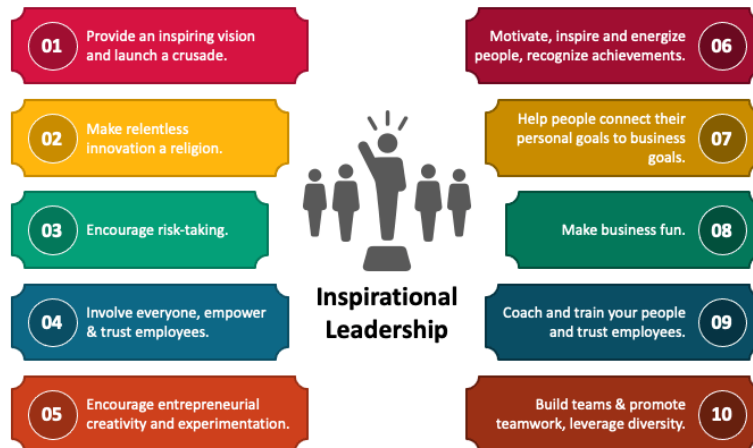 01
Provide an inspiring vision
and launch a crusade.
02
Make relentless
innovation a religion.
03
Encourage risk-taking.
04
Involve everyone, empower
& trust employees.
05
Encourage entrepreneurial
creativity and experimentation.
Inspirational
Leadership
Motivate, inspire and energize
people, recognize achievements.
06
Help people connect their
personal goals to business
goals.
07
Make business fun.
08
Coach and train your people
and trust employees.
09
Build teams & promote
teamwork, leverage diversity.
10